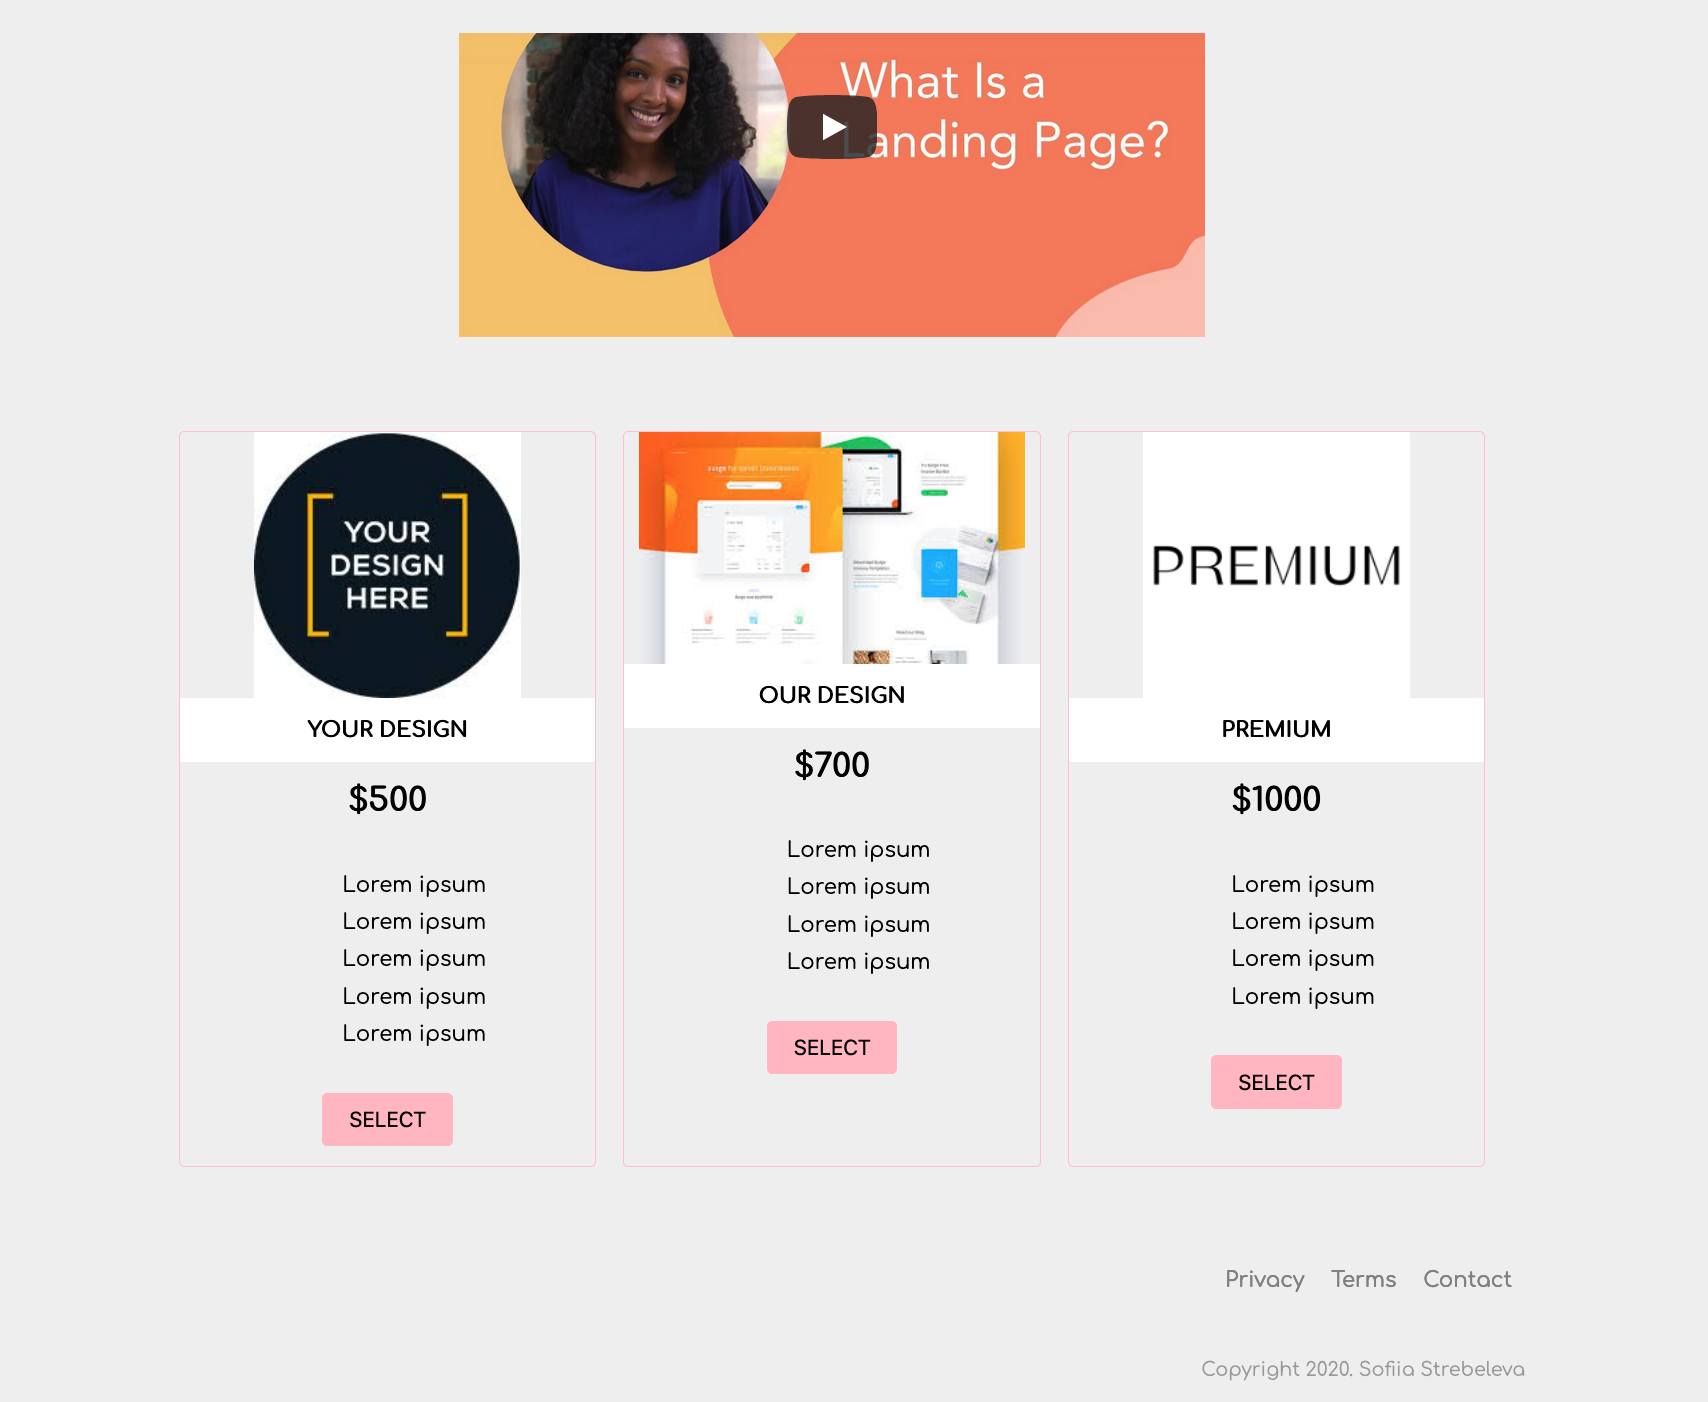 What Is a
Landing Page?
YOUR
DESIGN
HERE
YOUR DESIGN
$500
Lorem ipsum
Lorem ipsum
Lorem ipsum
Lorem ipsum
Lorem ipsum
SELECT
OUR DESIGN
$700
Lorem ipsum
Lorem ipsum
Lorem ipsum
Lorem ipsum
SELECT
PREMIUM
PREMIUM
$1000
Lorem ipsum
Lorem ipsum
Lorem ipsum
Lorem ipsum
SELECT
Privacy Terms Contact
Copyright 2020. Sofiia Strebeleva